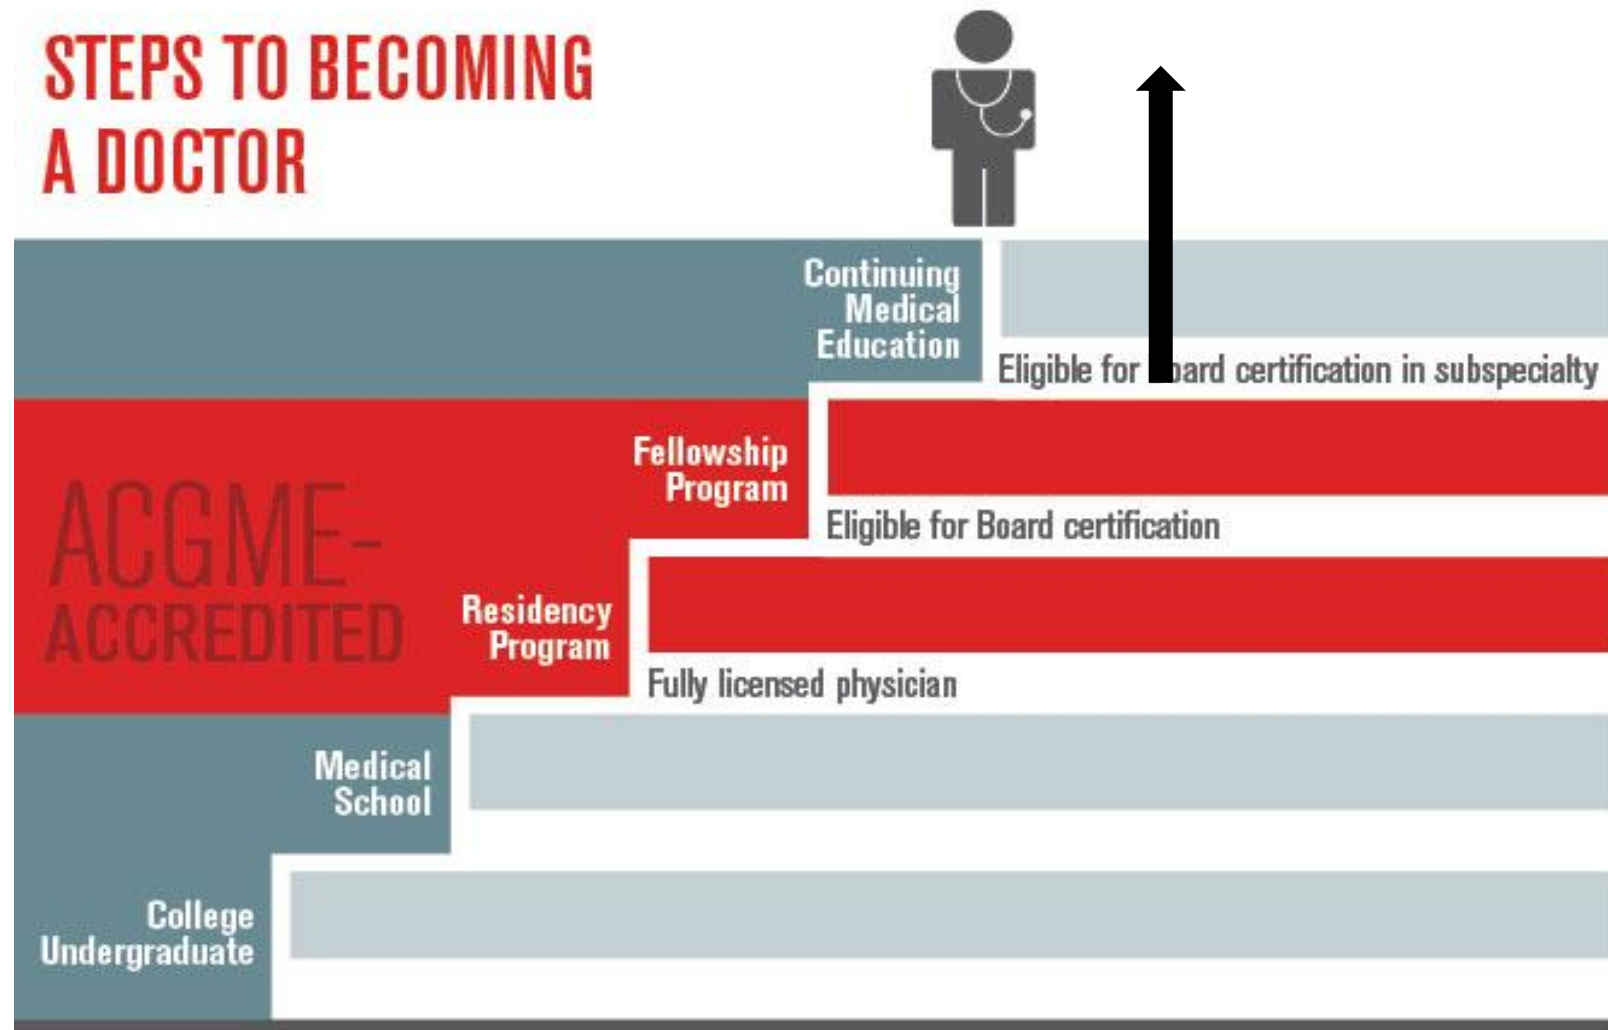 STEPS TO BECOMING
A DOCTOR
Continuing
Medical
Education
Eligible for Board certification in subspecialty
Fellowship
Program
Eligible for Board certification
ACGME-
ACCREDITED
Residency
Program
Fully licensed physician
Medical
School
College
Undergraduate